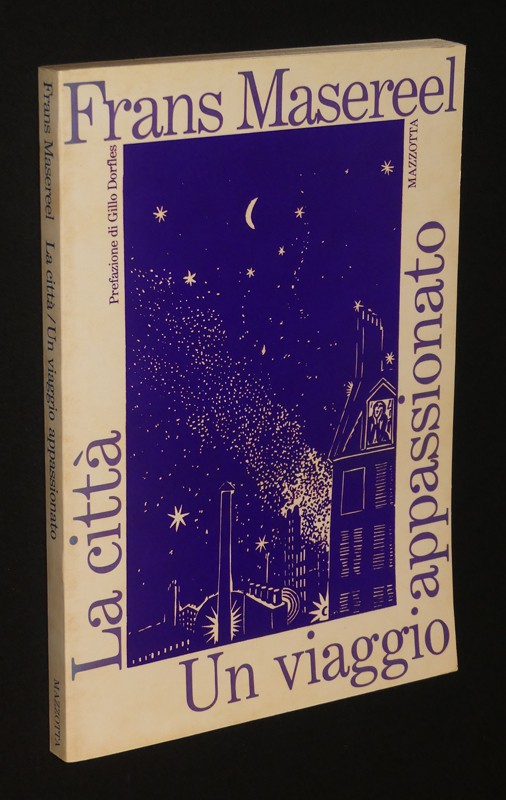 Frans Masereel
Prefazione di Gillo Dorfles
MAZZOTTA
La città
Un viaggio
appassionato
Frans Masereel La città / Un viaggio appassionato MAZZOTTA